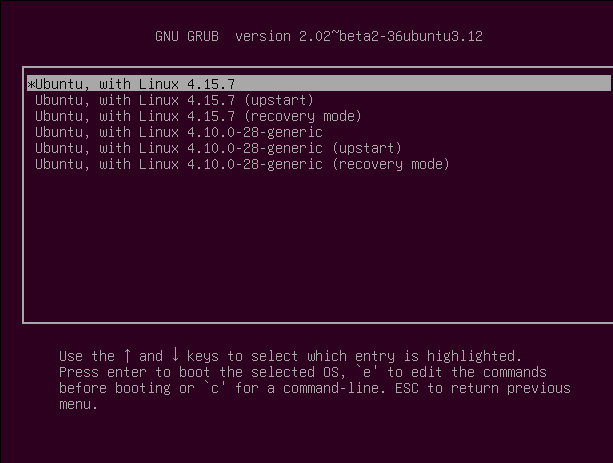 GNU GRUB  version 2.02~beta2-36ubuntu3.12
*Ubuntu, with Linux 4.15.7
Ubuntu, with Linux 4.15.7 (upstart)
Ubuntu, with Linux 4.15.7 (recovery mode)
Ubuntu, with Linux 4.10.0-28-generic
Ubuntu, with Linux 4.10.0-28-generic (upstart)
Ubuntu, with Linux 4.10.0-28-generic (recovery mode)
Use the ↑ and ↓ keys to select which entry is highlighted.
Press enter to boot the selected OS, `e' to edit the commands
before booting or `c' for a command-line. ESC to return previous
menu.